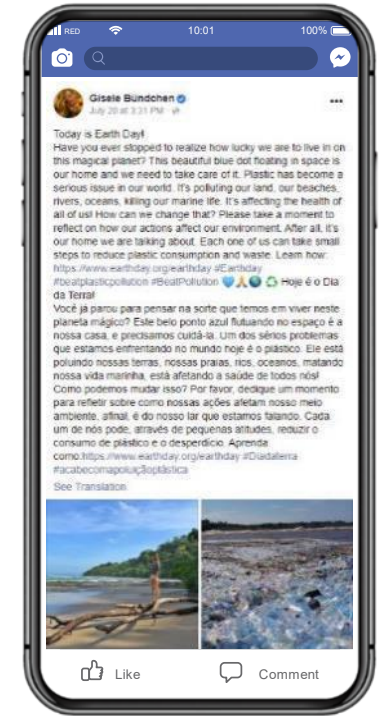 RED 10:01 100%
Gisele Bündchen
July 20 at 3:21 PM
Today is Earth Day!
Have you ever stopped to realize how lucky we are to live in on
this magical planet? This beautiful blue dot floating in space is
our home and we need to take care of it. Plastic has become a
serious issue in our world. It's polluting our land, our beaches,
rivers, oceans, killing our marine life. It's affecting the health of
all of us! How can we change that? Please take a moment to
reflect on how our actions affect our environment. After all, it's
our home we are talking about. Each one of us can take small
steps to reduce plastic consumption and waste. Learn how:
https://www.earthday.org/earthday #Earthday
#beatplasticpollution #BeatPollution 💙🙏🌎 ♻️ Hoje é o Dia
da Terra!
Você já parou para pensar na sorte que temos em viver neste
planeta mágico? Este belo ponto azul flutuando no espaço é a
nossa casa, e precisamos cuidá-la. Um dos sérios problemas
que estamos enfrentando no mundo hoje é o plástico. Ele está
poluindo nossas terras, nossas praias, rios, oceanos, matando
nossa vida marinha, está afetando a saúde de todos nós!
Como podemos mudar isso? Por favor, dedique um momento
para refletir sobre como nossas ações afetam nosso meio
ambiente, afinal, é do nosso lar que estamos falando. Cada
um de nós pode, através de pequenas atitudes, reduzir o
consumo de plástico e o desperdício. Aprenda
como:https://www.earthday.org/earthday #Diadaterra
#acabecomapoluiçãoplástica
See Translation
Like Comment